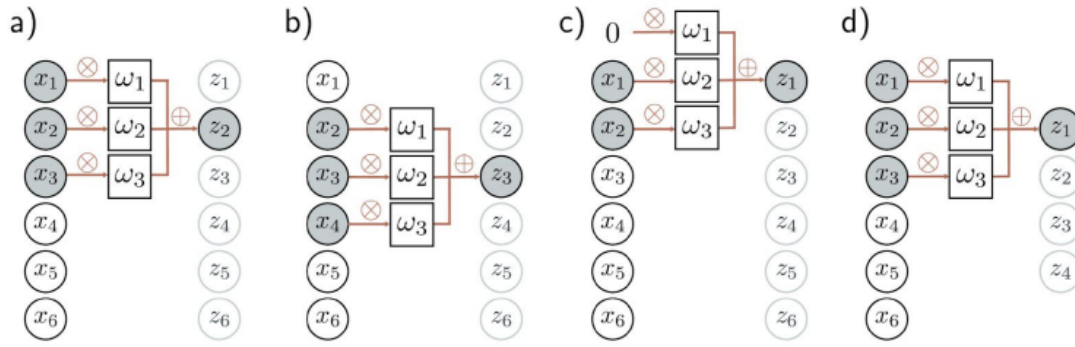 a) b) c) d)
0 ⊗ ω₁
x₁ ⊗ ω₁ z₁ x₁ z₁ x₁ ⊗ ω₂ ⊕ z₁ x₁ ⊗ ω₁
x₂ ⊗ ω₂ ⊕ z₂ x₂ ⊗ ω₁ z₂ x₂ ⊗ ω₃ z₂ x₂ ⊗ ω₂ ⊕ z₁
x₃ ⊗ ω₃ z₃ x₃ ⊗ ω₂ ⊕ z₃ x₃ z₃ x₃ ⊗ ω₃ z₂
x₄ z₄ x₄ ⊗ ω₃ z₄ x₄ z₄ x₄ z₃
x₅ z₅ x₅ z₅ x₅ z₅ x₅ z₄
x₆ z₆ x₆ z₆ x₆ z₆ x₆